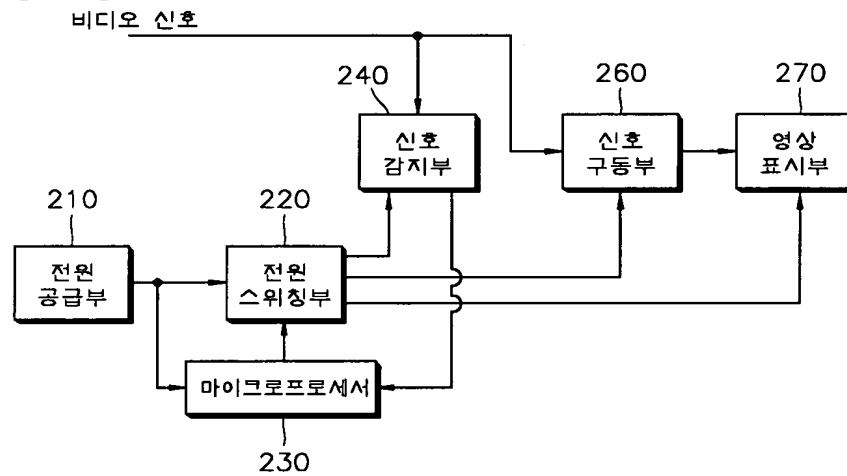 비디오 신호
240
260
270
신호
감지부
신호
구동부
영상
표시부
210
220
전원
공급부
전원
스위칭부
마이크로프로세서
230